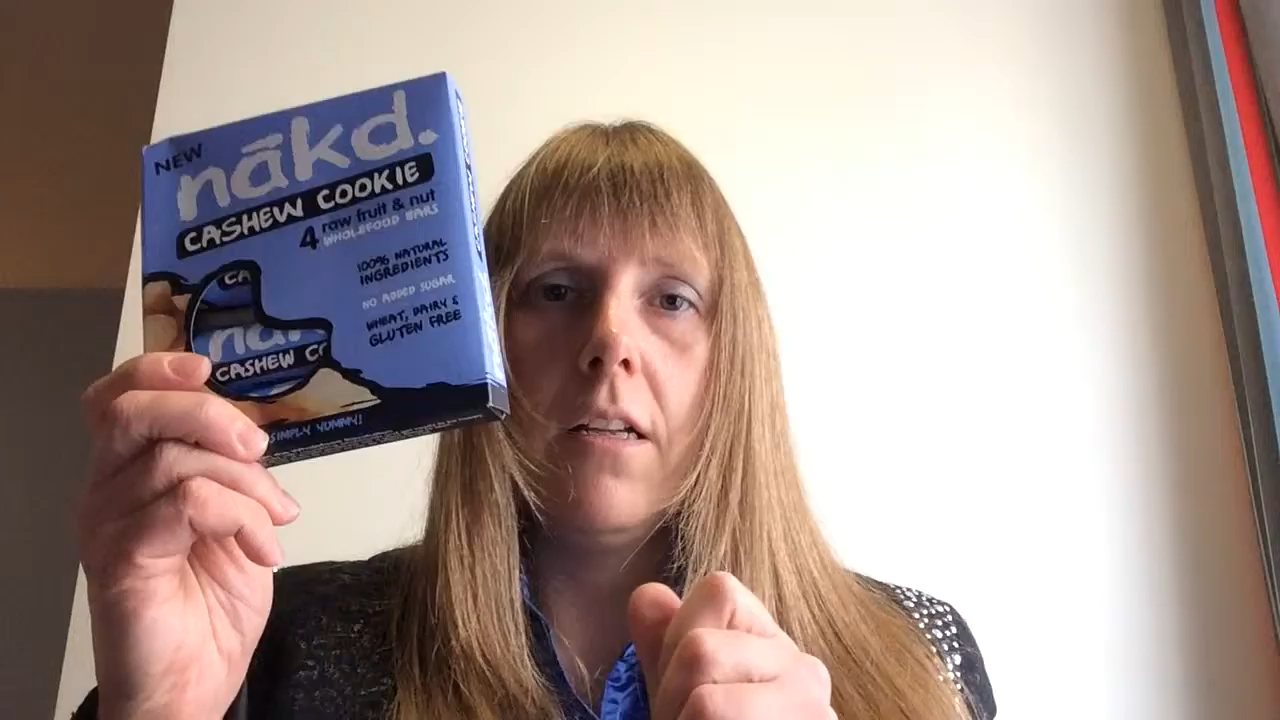 NEW
nākd.
CASHEW COOKIE
4 raw fruit & nut
WHOLEFOOD BARS
100% NATURAL
INGREDIENTS
NO ADDED SUGAR
WHEAT, DAIRY &
GLUTEN FREE
CA
CASHEW
SIMPLY YUMMY!